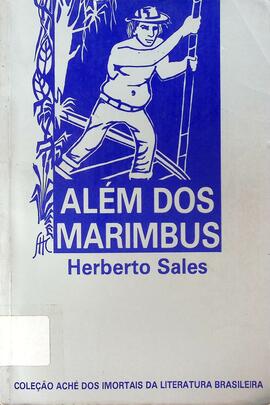 ALÉM DOS
MARIMBUS
Herberto Sales
COLEÇÃO ACHÉ DOS IMORTAIS DA LITERATURA BRASILEIRA